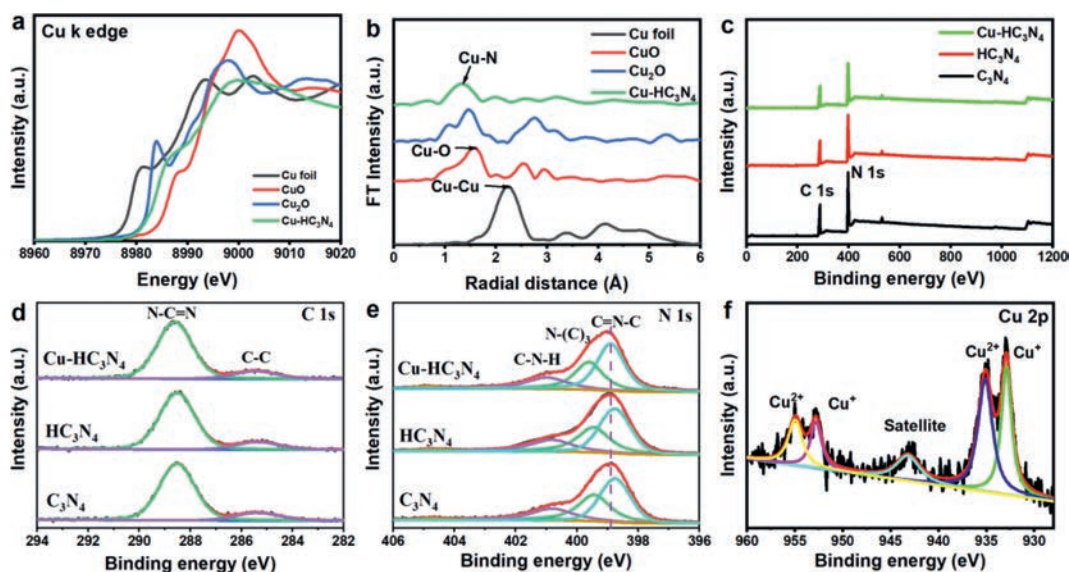 a
Cu k edge
Intensity (a.u.)
Cu foil
CuO
Cu₂O
Cu-HC₃N₄
8960 8970 8980 8990 9000 9010 9020
Energy (eV)
b
Cu foil
CuO
Cu₂O
Cu-HC₃N₄
Cu-N
Cu-O
Cu-Cu
FT Intensity (a.u.)
0 1 2 3 4 5 6
Radial distance (Å)
c
Cu-HC₃N₄
HC₃N₄
C₃N₄
Intensity (a.u.)
C 1s
N 1s
0 200 400 600 800 1000 1200
Binding energy (eV)
d
C 1s
N-C=N
C-C
Cu-HC₃N₄
HC₃N₄
C₃N₄
Intensity (a.u.)
294 292 290 288 286 284 282
Binding energy (eV)
e
N 1s
C=N-C
N-(C)₃
C-N-H
Cu-HC₃N₄
HC₃N₄
C₃N₄
Intensity (a.u.)
406 404 402 400 398 396
Binding energy (eV)
f
Cu 2p
Cu²⁺
Cu⁺
Satellite
Cu²⁺
Cu⁺
Intensity (a.u.)
960 955 950 945 940 935 930
Binding energy (eV)